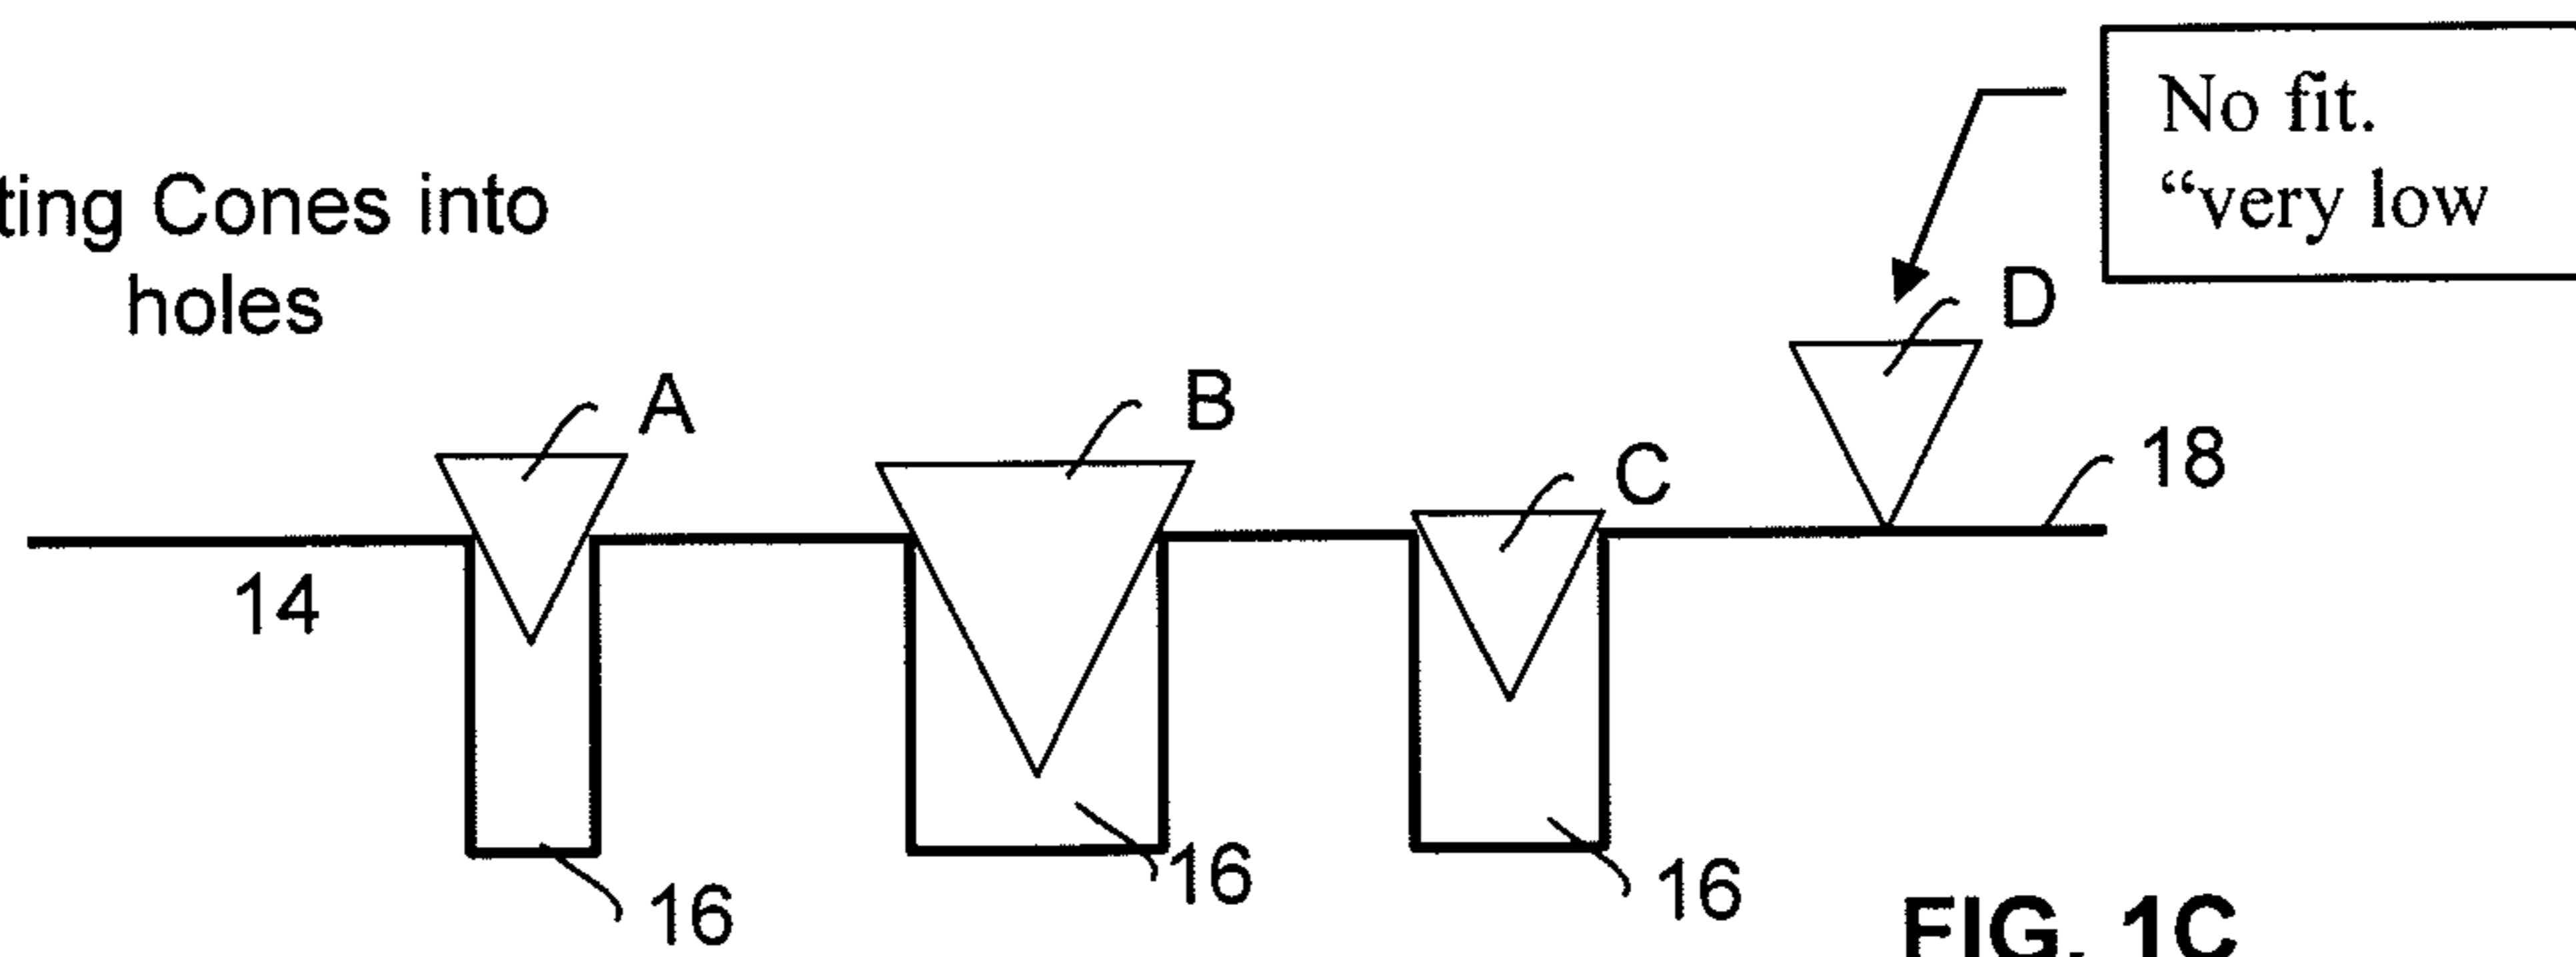 No fit.
“very low
ting Cones into
holes
D
A
B
C
18
14
16
16
16
FIG. 1C